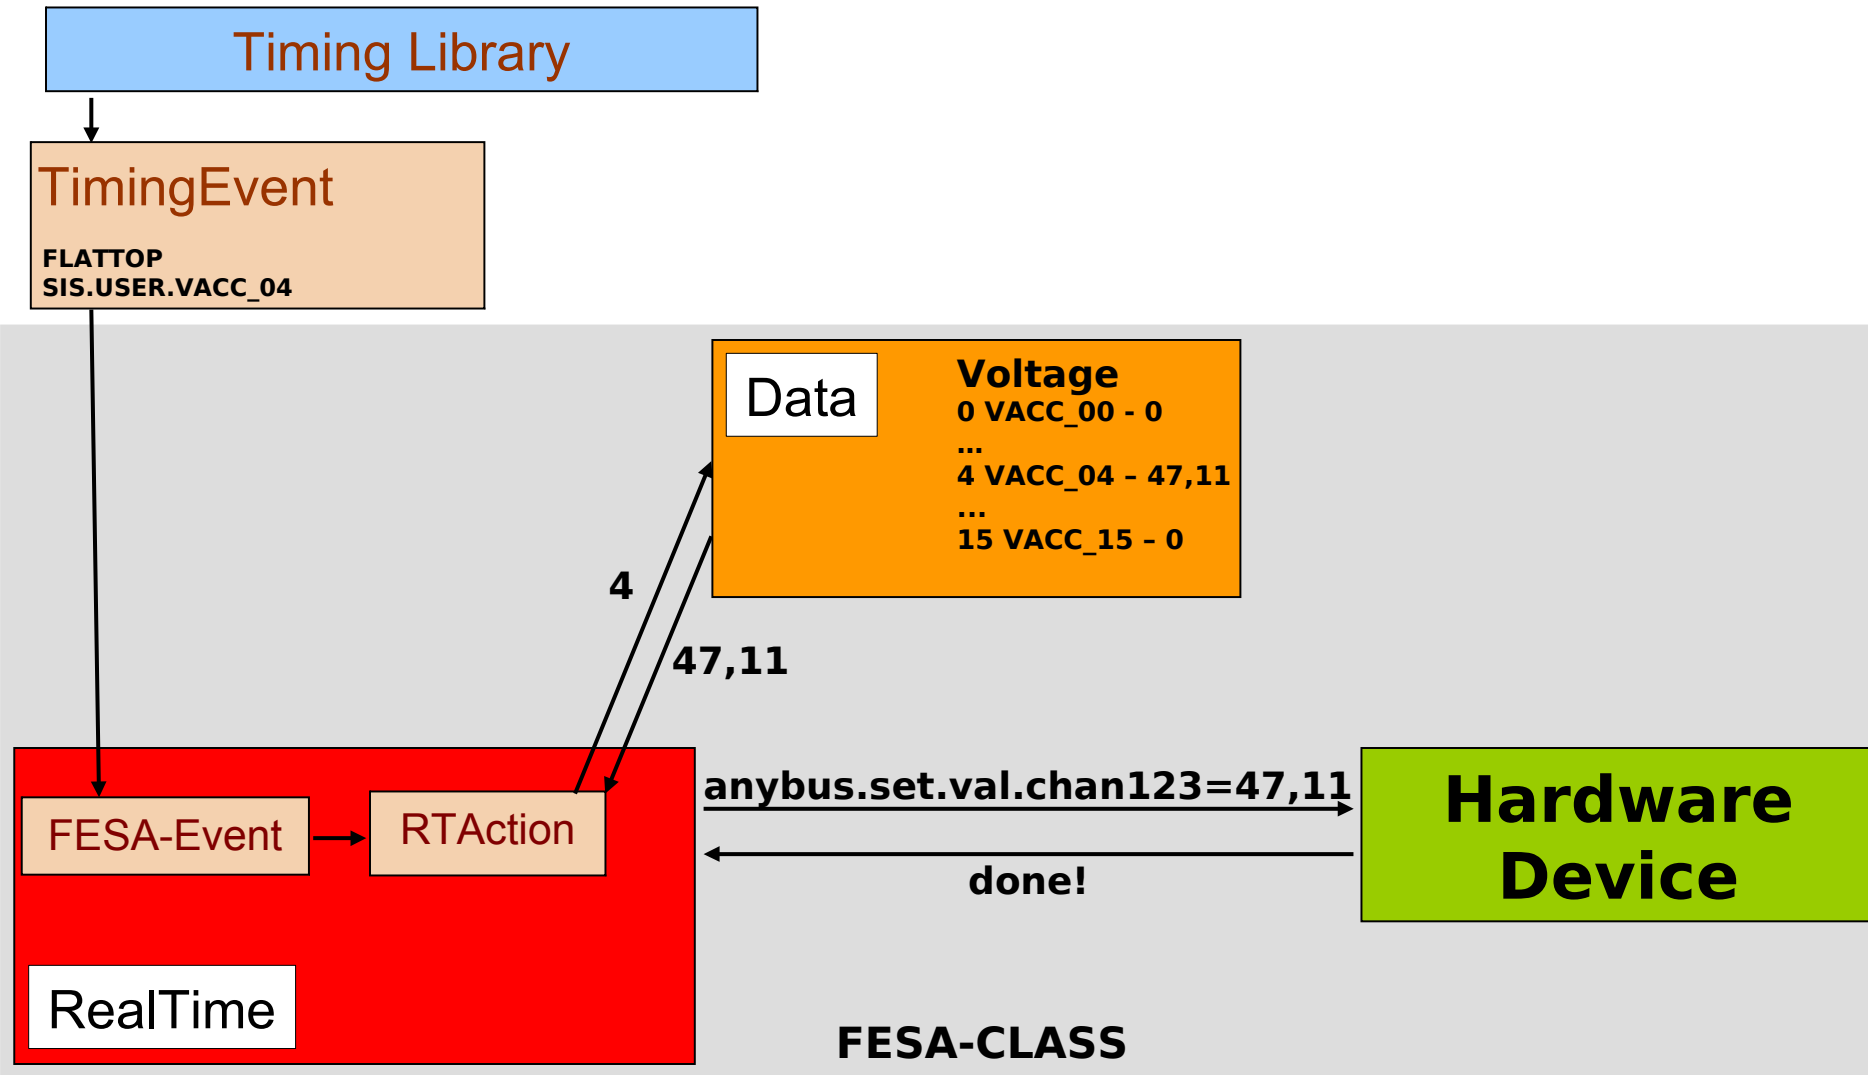 Timing Library
TimingEvent
FLATTOP
SIS.USER.VACC_04
Data
Voltage
0 VACC_00 - 0
...
4 VACC_04 – 47,11
...
15 VACC_15 – 0
4
47,11
anybus.set.val.chan123=47,11
done!
Hardware
Device
FESA-Event
RTAction
RealTime
FESA-CLASS